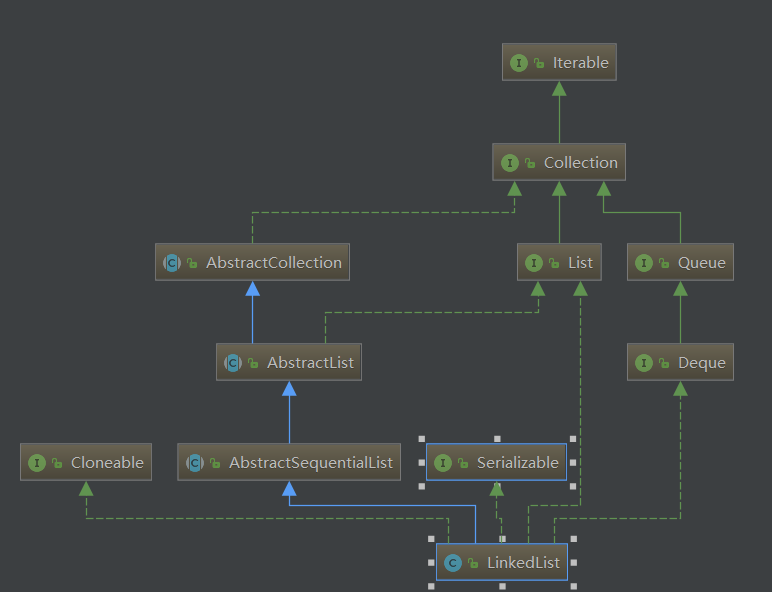 I Iterable
I Collection
C AbstractCollection
I List
I Queue
C AbstractList
I Deque
I Cloneable
C AbstractSequentialList
I Serializable
C LinkedList